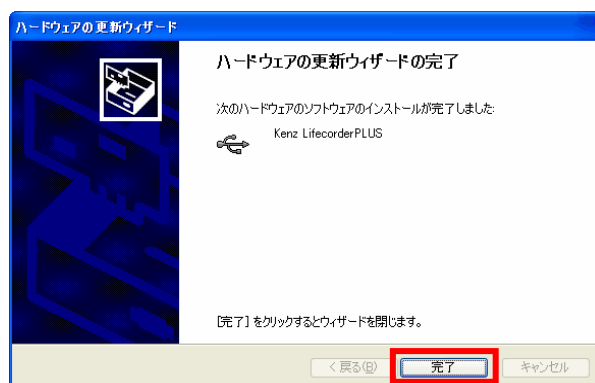 ハードウェアの更新ウィザード
ハードウェアの更新ウィザードの完了
次のハードウェアのソフトウェアのインストールが完了しました:
Kenz LifecorderPLUS
[完了] をクリックするとウィザードを閉じます。
< 戻る(B) 完了 キャンセル